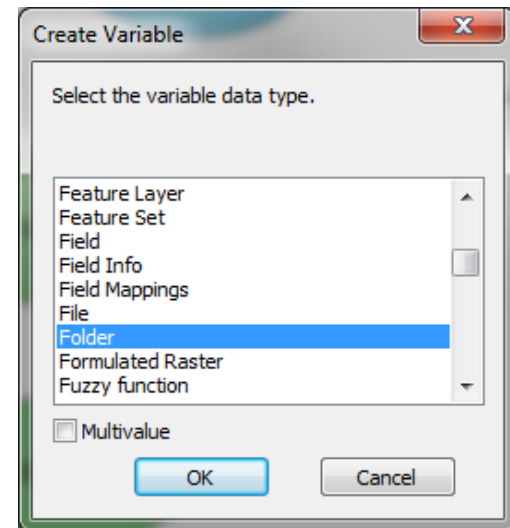 Create Variable
Select the variable data type.
Feature Layer
Feature Set
Field
Field Info
Field Mappings
File
Folder
Formulated Raster
Fuzzy function
Multivalue
OK Cancel